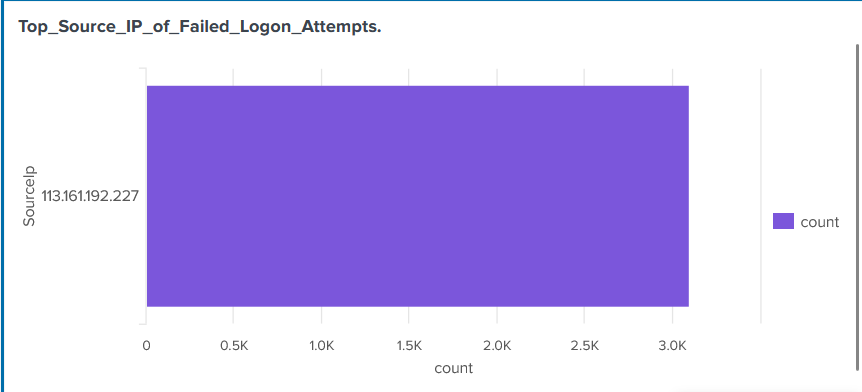 Top_Source_IP_of_Failed_Logon_Attempts.
SourceIp
113.161.192.227
0 0.5K 1.0K 1.5K 2.0K 2.5K 3.0K
count
count